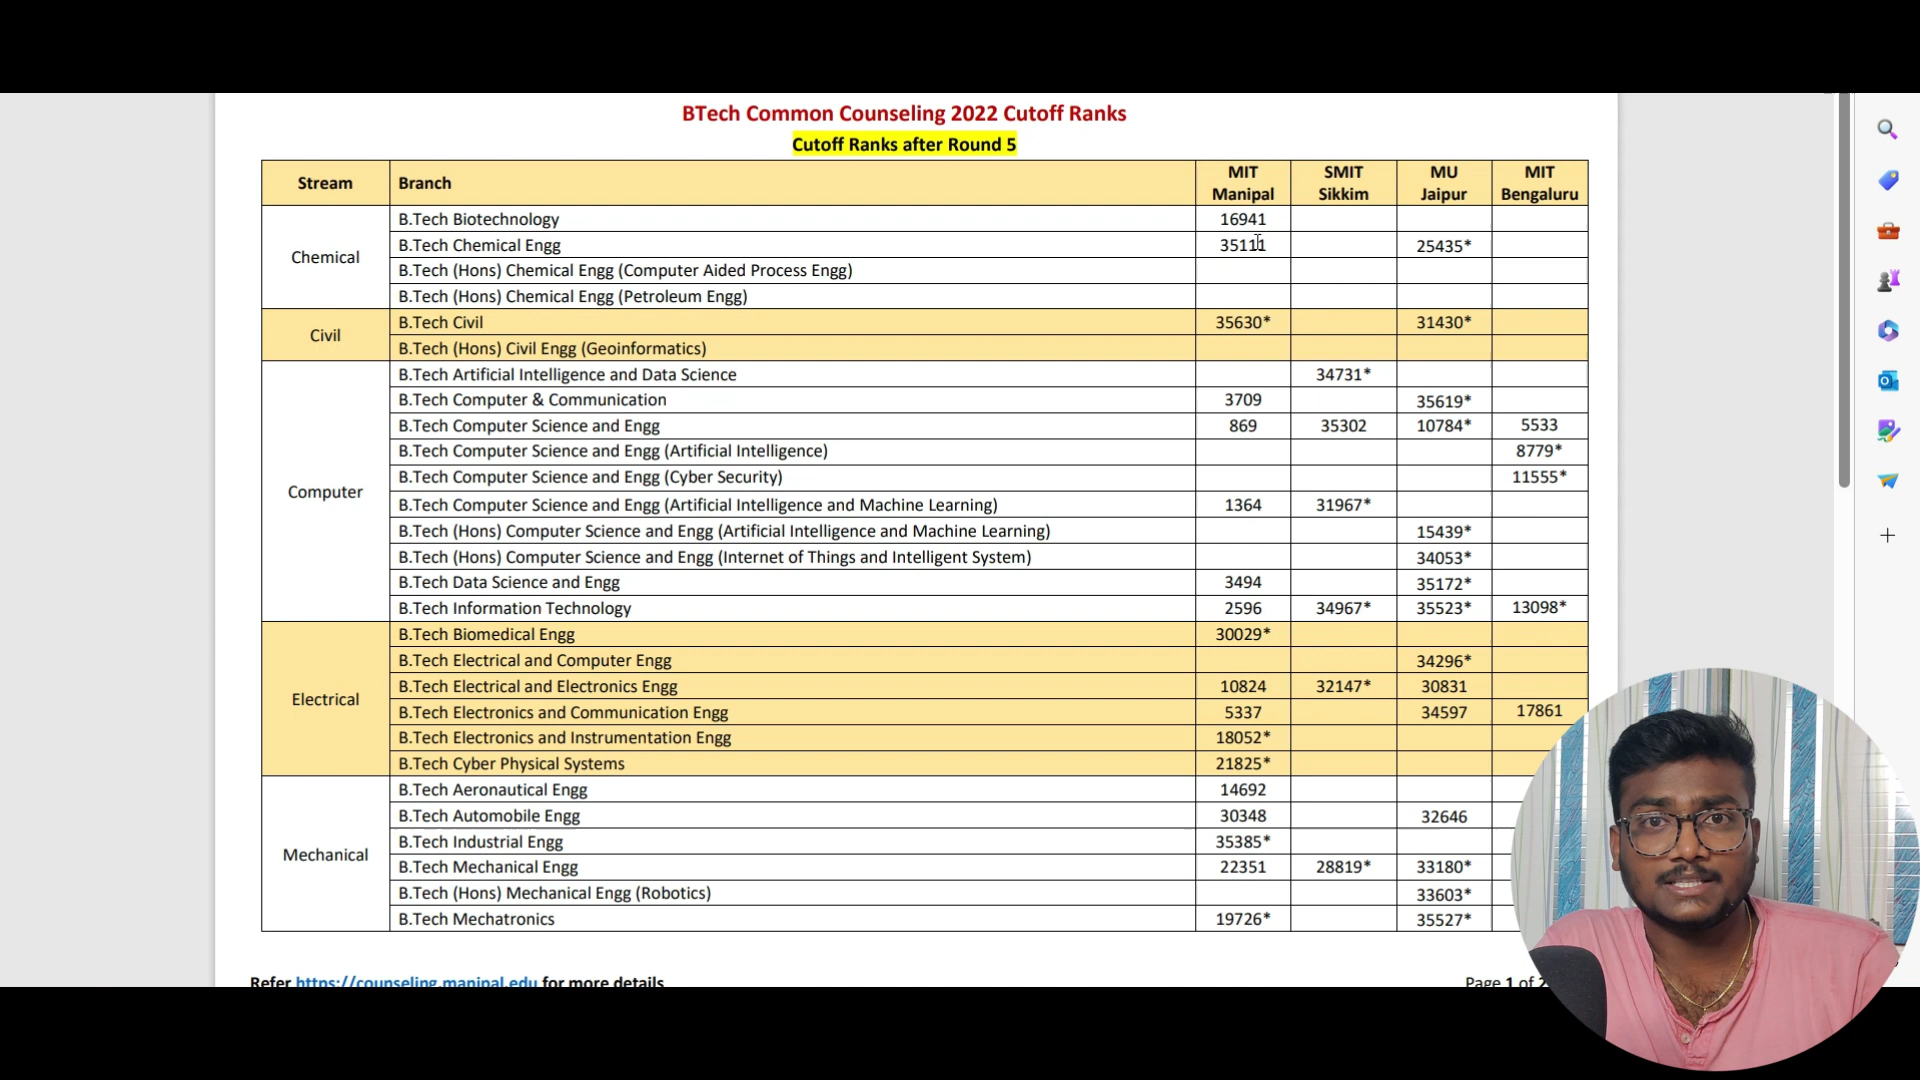 BTech Common Counseling 2022 Cutoff Ranks
Cutoff Ranks after Round 5
Stream Branch MIT Manipal SMIT Sikkim MU Jaipur MIT Bengaluru
Chemical
B.Tech Biotechnology 16941
B.Tech Chemical Engg 35111 25435*
B.Tech (Hons) Chemical Engg (Computer Aided Process Engg)
B.Tech (Hons) Chemical Engg (Petroleum Engg)
Civil
B.Tech Civil 35630* 31430*
B.Tech (Hons) Civil Engg (Geoinformatics)
Computer
B.Tech Artificial Intelligence and Data Science 34731*
B.Tech Computer & Communication 3709 35619*
B.Tech Computer Science and Engg 869 35302 10784* 5533
B.Tech Computer Science and Engg (Artificial Intelligence) 8779*
B.Tech Computer Science and Engg (Cyber Security) 11555*
B.Tech Computer Science and Engg (Artificial Intelligence and Machine Learning) 1364 31967*
B.Tech (Hons) Computer Science and Engg (Artificial Intelligence and Machine Learning) 15439*
B.Tech (Hons) Computer Science and Engg (Internet of Things and Intelligent System) 34053*
B.Tech Data Science and Engg 3494 35172*
B.Tech Information Technology 2596 34967* 35523* 13098*
Electrical
B.Tech Biomedical Engg 30029*
B.Tech Electrical and Computer Engg 34296*
B.Tech Electrical and Electronics Engg 10824 32147* 30831
B.Tech Electronics and Communication Engg 5337 34597 17861
B.Tech Electronics and Instrumentation Engg 18052*
B.Tech Cyber Physical Systems 21825*
Mechanical
B.Tech Aeronautical Engg 14692
B.Tech Automobile Engg 30348 32646
B.Tech Industrial Engg 35385*
B.Tech Mechanical Engg 22351 28819* 33180*
B.Tech (Hons) Mechanical Engg (Robotics) 33603*
B.Tech Mechatronics 19726* 35527*
Refer https://counseling.manipal.edu for more details
Page 1 of 2